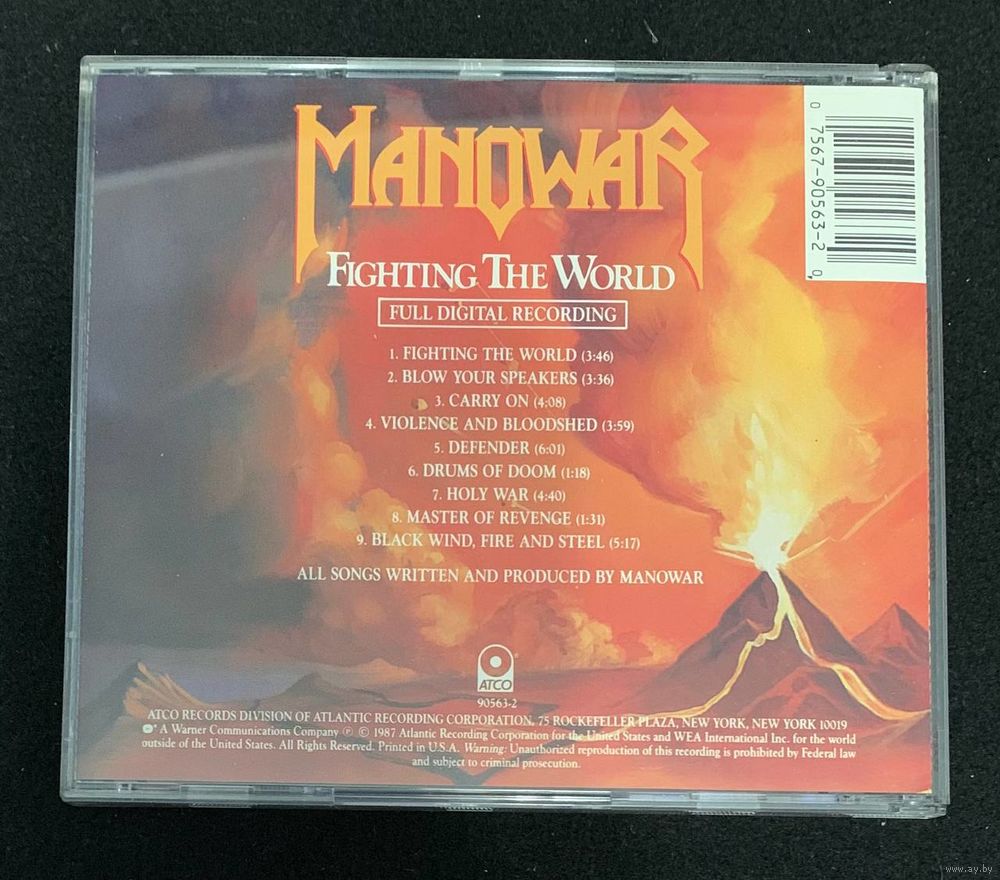 MANOWAR
FIGHTING THE WORLD
FULL DIGITAL RECORDING
1. FIGHTING THE WORLD (3:46)
2. BLOW YOUR SPEAKERS (3:36)
3. CARRY ON (4:08)
4. VIOLENCE AND BLOODSHED (3:59)
5. DEFENDER (6:01)
6. DRUMS OF DOOM (1:18)
7. HOLY WAR (4:40)
8. MASTER OF REVENGE (1:31)
9. BLACK WIND, FIRE AND STEEL (5:17)
ALL SONGS WRITTEN AND PRODUCED BY MANOWAR
0 7567-90563-2 0
ATCO ®
90563-2
ATCO RECORDS DIVISION OF ATLANTIC RECORDING CORPORATION, 75 ROCKEFELLER PLAZA, NEW YORK, NEW YORK 10019
® A Warner Communications Company ℗ © 1987 Atlantic Recording Corporation for the United States and WEA International Inc. for the world
outside of the United States. All Rights Reserved. Printed in U.S.A. Warning: Unauthorized reproduction of this recording is prohibited by Federal law
and subject to criminal prosecution.
www.ay.by